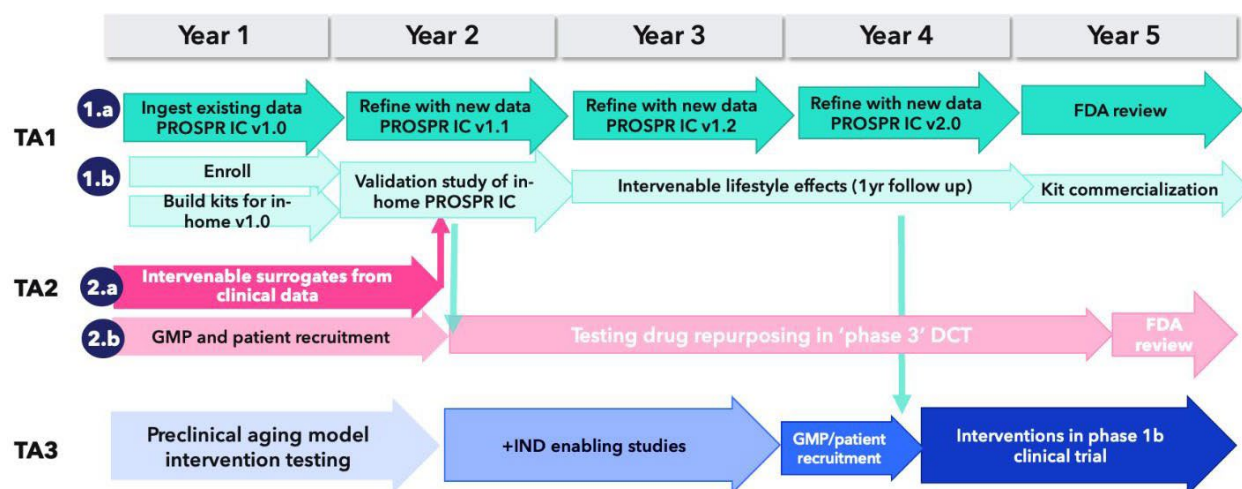 Year 1
Year 2
Year 3
Year 4
Year 5
TA1
1.a
Ingest existing data
PROSPR IC v1.0
Refine with new data
PROSPR IC v1.1
Refine with new data
PROSPR IC v1.2
Refine with new data
PROSPR IC v2.0
FDA review
1.b
Enroll
Build kits for in-
home v1.0
Validation study of in-
home PROSPR IC
Intervenable lifestyle effects (1yr follow up)
Kit commercialization
TA2
2.a
Intervenable surrogates from
clinical data
2.b
GMP and patient recruitment
Testing drug repurposing in ‘phase 3’ DCT
FDA
review
TA3
Preclinical aging model
intervention testing
+IND enabling studies
GMP/patient
recruitment
Interventions in phase 1b
clinical trial